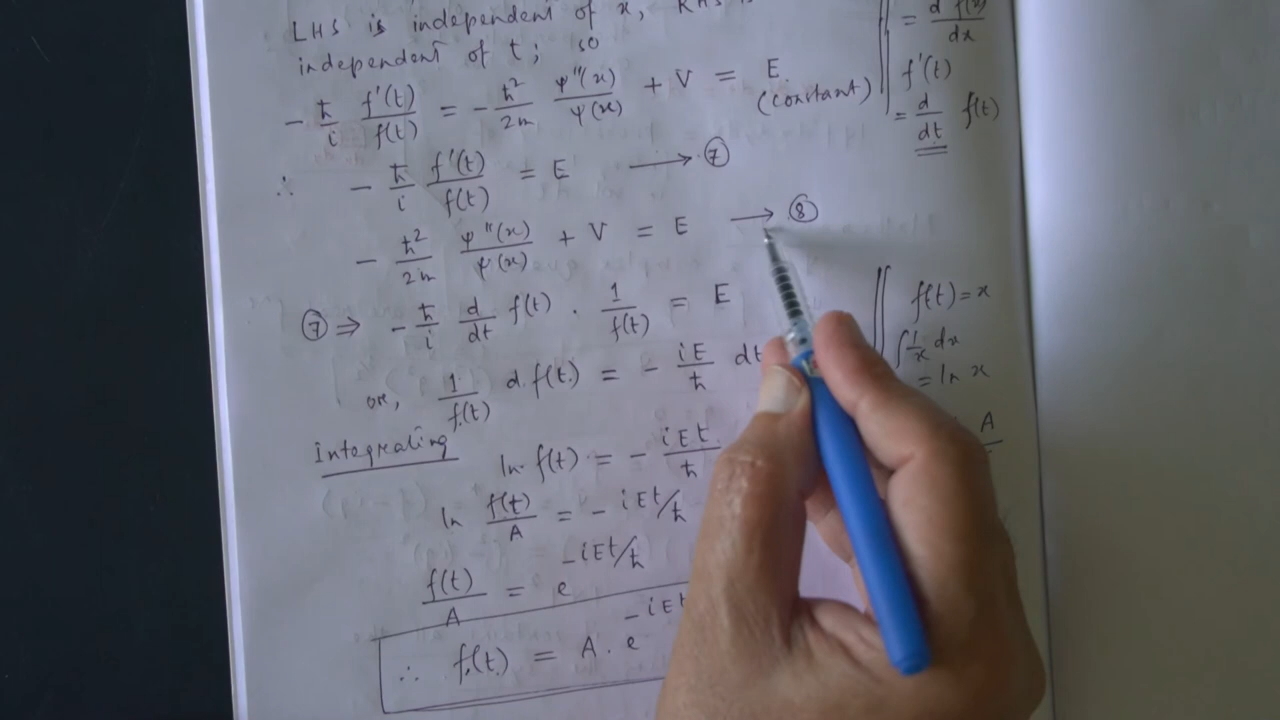 LHS is independent of x, RHS is
independent of t; so
- ħ/i f'(t)/f(t) = - ħ²/2m ψ''(x)/ψ(x) + V = E.
(constant)
∴ - ħ/i f'(t)/f(t) = E ⟶ ⑦
- ħ²/2m ψ''(x)/ψ(x) + V = E ⟶ ⑧
⑦ ⇒ - ħ/i d/dt f(t) . 1/f(t) = E
or, 1/f(t) d f(t) = - iE/ħ dt
Integrating
ln f(t) = - iEt/ħ
ln f(t)/A = - iEt/ħ
f(t)/A = e^-iEt/ħ
∴ f(t) = A . e^-iEt
= d f(x)/dx
f'(t)
= d/dt f(t)
f(t) = x
∫ 1/x dx
= ln x
A